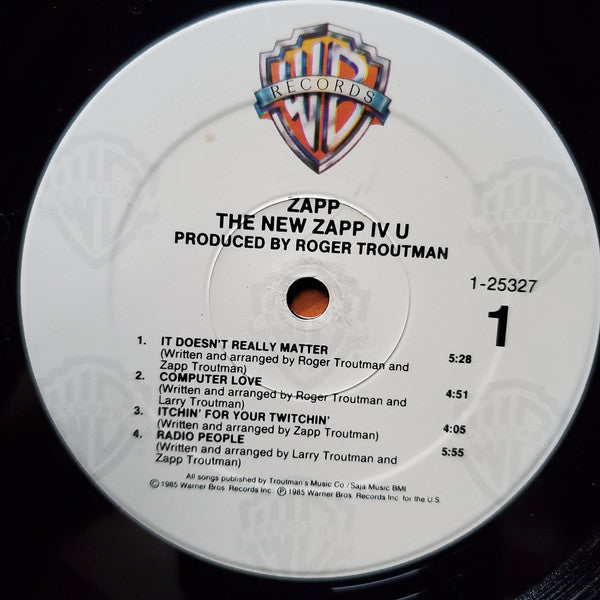 WB
RECORDS
ZAPP
THE NEW ZAPP IV U
PRODUCED BY ROGER TROUTMAN
1-25327
1
1. IT DOESN'T REALLY MATTER
(Written and arranged by Roger Troutman and 5:28
Zapp Troutman)
2. COMPUTER LOVE
(Written and arranged by Roger Troutman and 4:51
Larry Troutman)
3. ITCHIN' FOR YOUR TWITCHIN'
(Written and arranged by Zapp Troutman) 4:05
4. RADIO PEOPLE
(Written and arranged by Larry Troutman and 5:55
Zapp Troutman)
All songs published by Troutman's Music Co./Saja Music BMI
©1985 Warner Bros. Records Inc. ℗1985 Warner Bros. Records Inc. for the U.S.